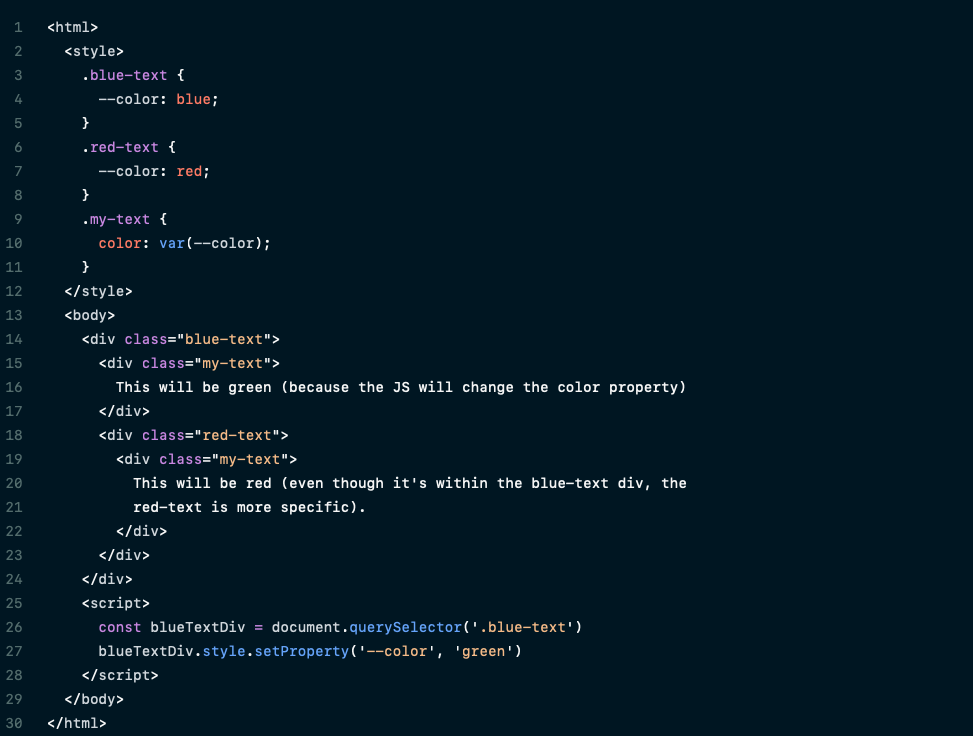 1 <html>
2   <style>
3     .blue-text {
4       --color: blue;
5     }
6     .red-text {
7       --color: red;
8     }
9     .my-text {
10       color: var(--color);
11     }
12   </style>
13   <body>
14     <div class="blue-text">
15       <div class="my-text">
16         This will be green (because the JS will change the color property)
17       </div>
18       <div class="red-text">
19         <div class="my-text">
20           This will be red (even though it's within the blue-text div, the
21           red-text is more specific).
22         </div>
23       </div>
24     </div>
25     <script>
26       const blueTextDiv = document.querySelector('.blue-text')
27       blueTextDiv.style.setProperty('--color', 'green')
28     </script>
29   </body>
30 </html>